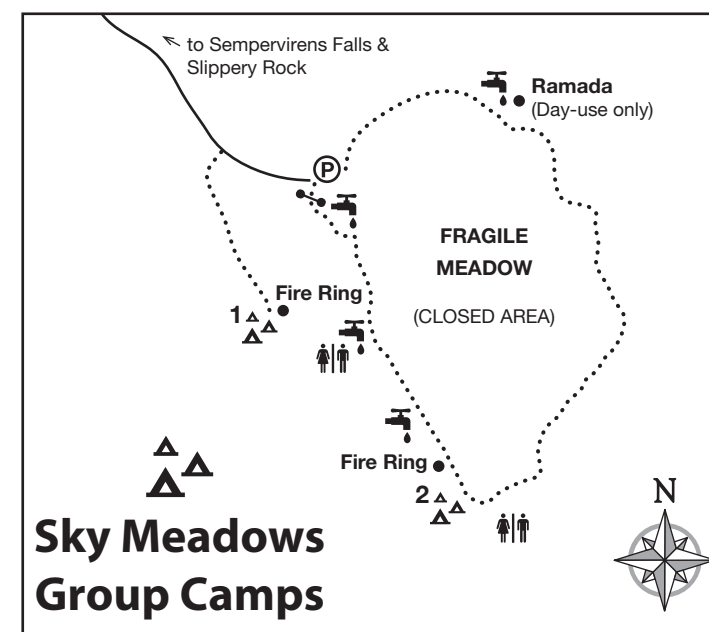 to Sempervirens Falls &
Slippery Rock
Ramada
(Day-use only)
P
FRAGILE
MEADOW
(CLOSED AREA)
Fire Ring
1
Fire Ring
2
Sky Meadows
Group Camps
N